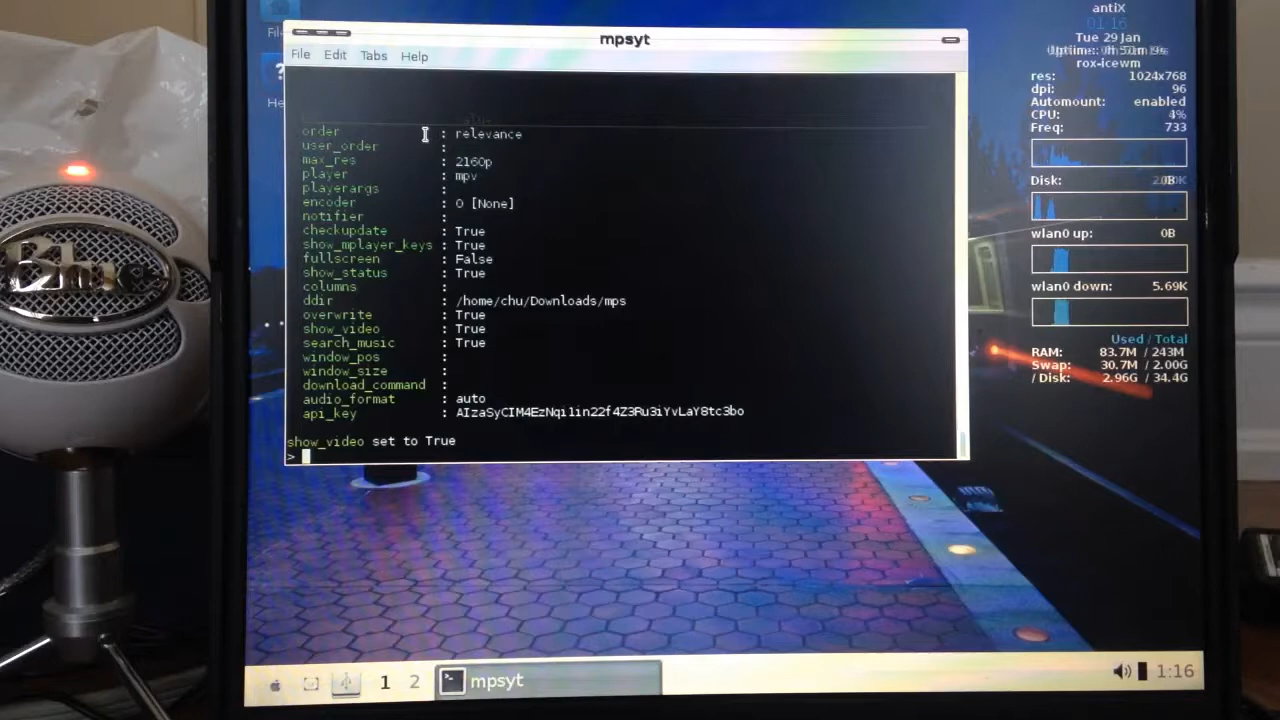 mpsyt
File Edit Tabs Help
order : relevance
user_order :
max_res : 2160p
player : mpv
playerargs :
encoder : 0 [None]
notifier :
checkupdate : True
show_mplayer_keys : True
fullscreen : False
show_status : True
columns :
ddir : /home/chu/Downloads/mps
overwrite : True
show_video : True
search_music : True
window_pos :
window_size :
download_command :
audio_format : auto
api_key : AIzaSyCIM4EzNqi1in22f4Z3Ru3iYvLaY8tc3bo
show_video set to True
>
antiX
01:16
Tue 29 Jan
rox-icewm
res: 1024x768
dpi: 96
Automount: enabled
CPU: 4%
Freq: 733
Disk:
wlan0 up: 0B
wlan0 down: 5.69K
Used / Total
RAM: 83.7M / 243M
Swap: 30.7M / 2.00G
/ Disk: 2.96G / 34.4G
Blue
1 2 mpsyt 1:16